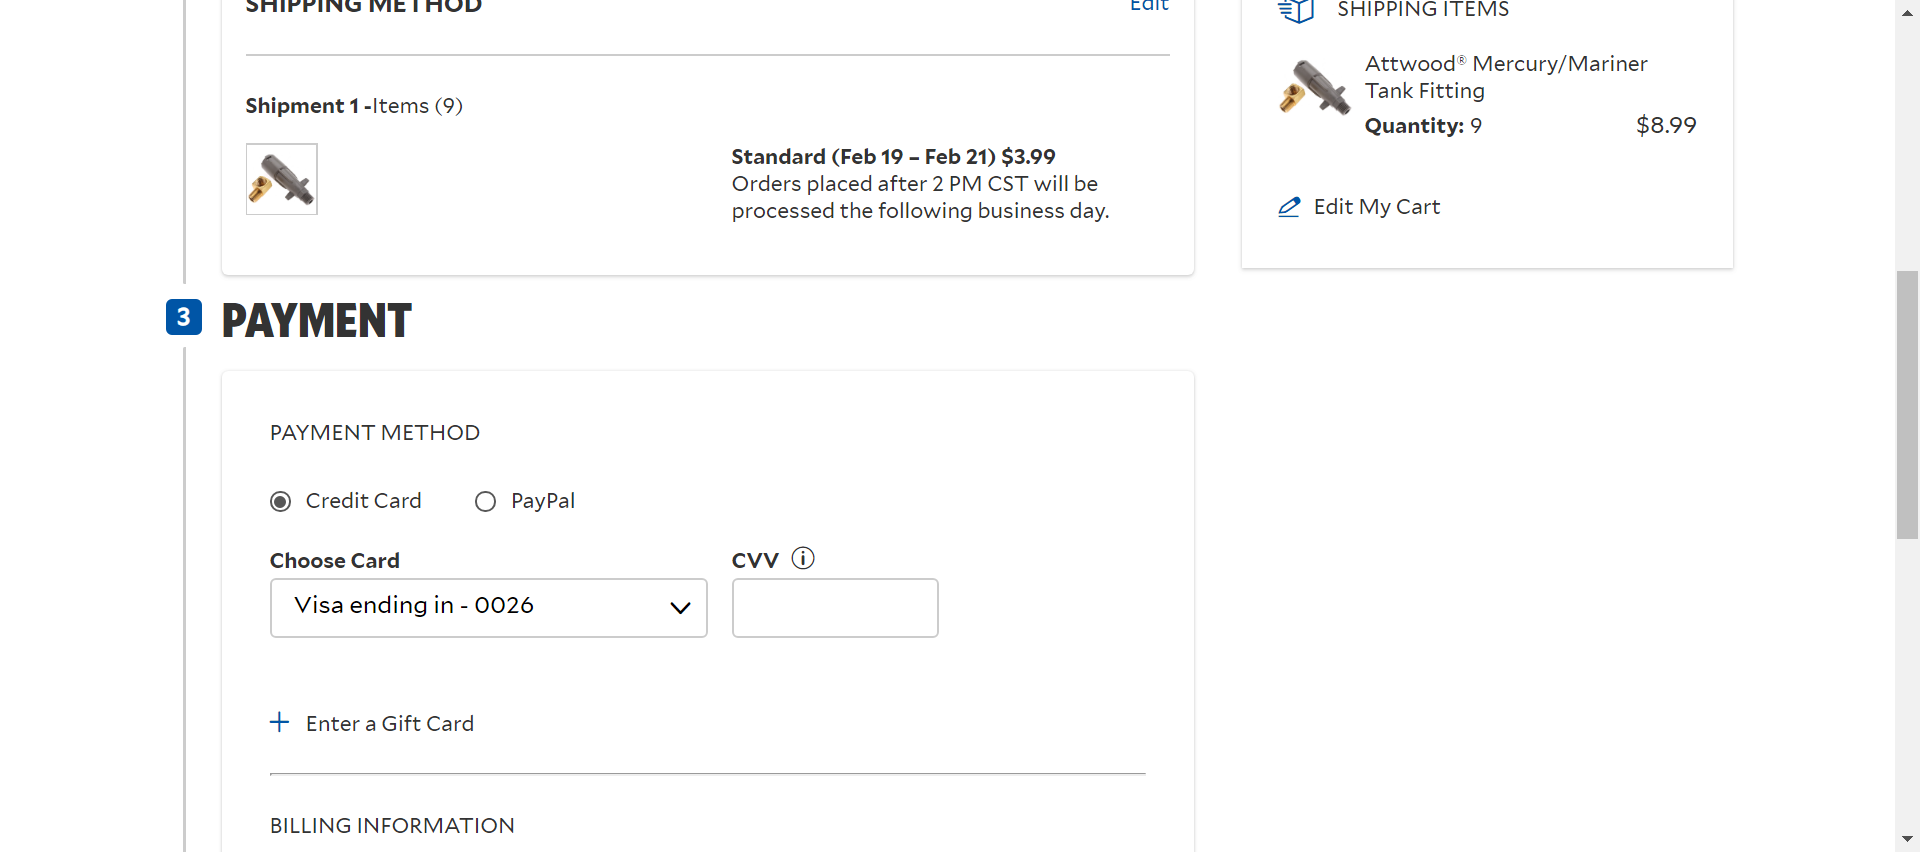 SHIPPING METHOD
Edit
Shipment 1 -Items (9)
Standard (Feb 19 – Feb 21) $3.99
Orders placed after 2 PM CST will be
processed the following business day.
SHIPPING ITEMS
Attwood® Mercury/Mariner
Tank Fitting
Quantity: 9
$8.99
Edit My Cart
3 PAYMENT
PAYMENT METHOD
Credit Card
PayPal
Choose Card
CVV
Visa ending in - 0026
+ Enter a Gift Card
BILLING INFORMATION